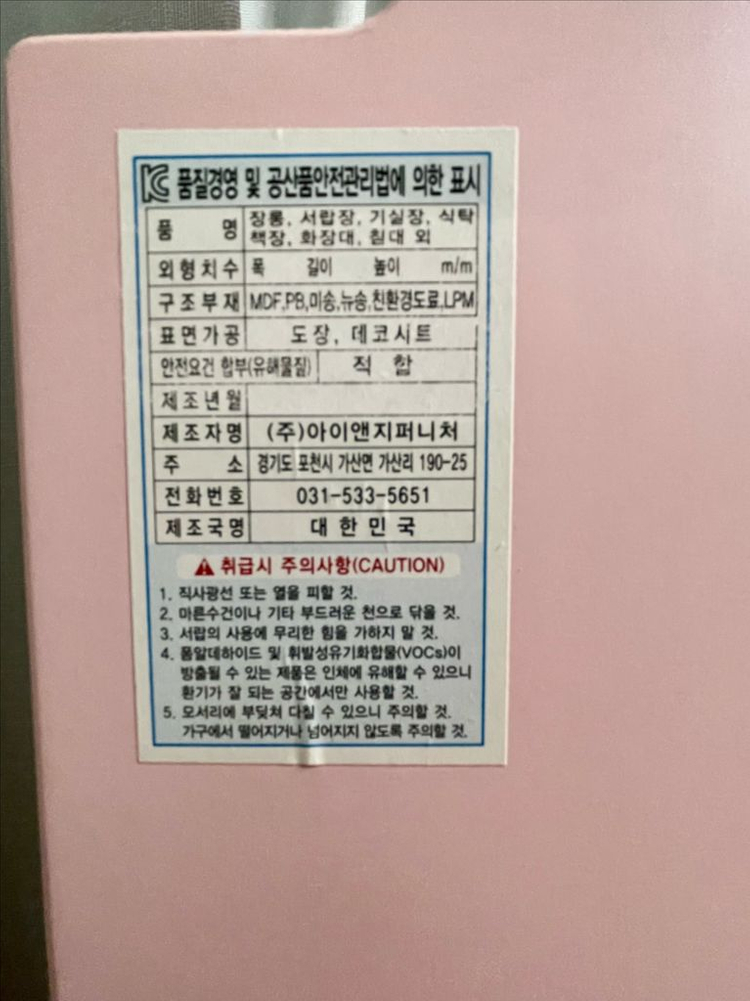 KC 품질경영 및 공산품안전관리법에 의한 표시
품 명 장롱, 서랍장, 기실장, 식탁
책장, 화장대, 침대 외
외형치수 폭 길이 높이 m/m
구조부재 MDF,PB,미송,뉴송,친환경도료,LPM
표면가공 도장, 데코시트
안전요건 합부(유해물질) 적 합
제조년월
제조자명 (주)아이앤지퍼니처
주 소 경기도 포천시 가산면 가산리 190-25
전화번호 031-533-5651
제조국명 대 한 민 국
취급시 주의사항(CAUTION)
1. 직사광선 또는 열을 피할 것.
2. 마른수건이나 기타 부드러운 천으로 닦을 것.
3. 서랍의 사용에 무리한 힘을 가하지 말 것.
4. 폼알데하이드 및 휘발성유기화합물(VOCs)이
방출될 수 있는 제품은 인체에 유해할 수 있으니
환기가 잘 되는 공간에서만 사용할 것.
5. 모서리에 부딪쳐 다칠 수 있으니 주의할 것.
가구에서 떨어지거나 넘어지지 않도록 주의할 것.